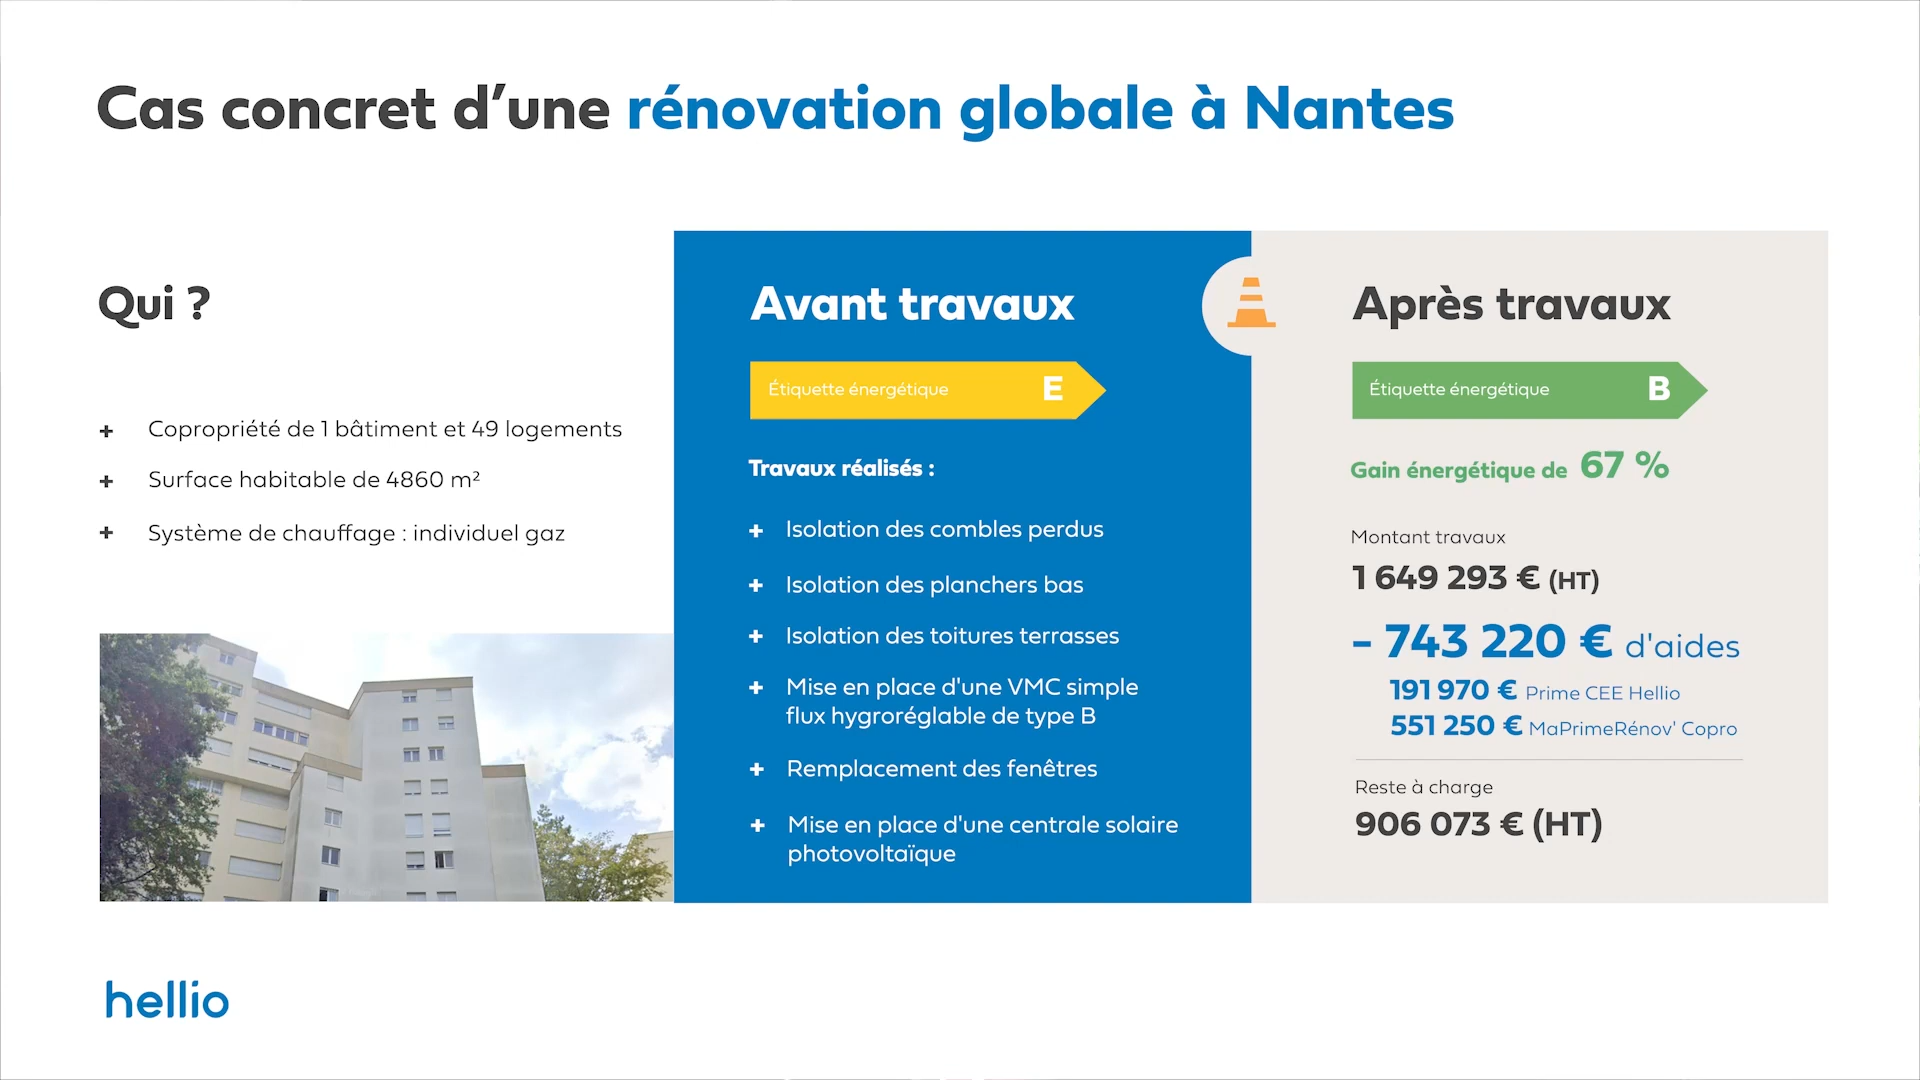 Cas concret d’une rénovation globale à Nantes
Qui ?
+ Copropriété de 1 bâtiment et 49 logements
+ Surface habitable de 4860 m²
+ Système de chauffage : individuel gaz
Avant travaux
Étiquette énergétique E
Travaux réalisés :
+ Isolation des combles perdus
+ Isolation des planchers bas
+ Isolation des toitures terrasses
+ Mise en place d'une VMC simple
flux hygroréglable de type B
+ Remplacement des fenêtres
+ Mise en place d'une centrale solaire
photovoltaïque
Après travaux
Étiquette énergétique B
Gain énergétique de 67 %
Montant travaux
1 649 293 € (HT)
- 743 220 € d'aides
191 970 € Prime CEE Hellio
551 250 € MaPrimeRénov' Copro
Reste à charge
906 073 € (HT)
hellio